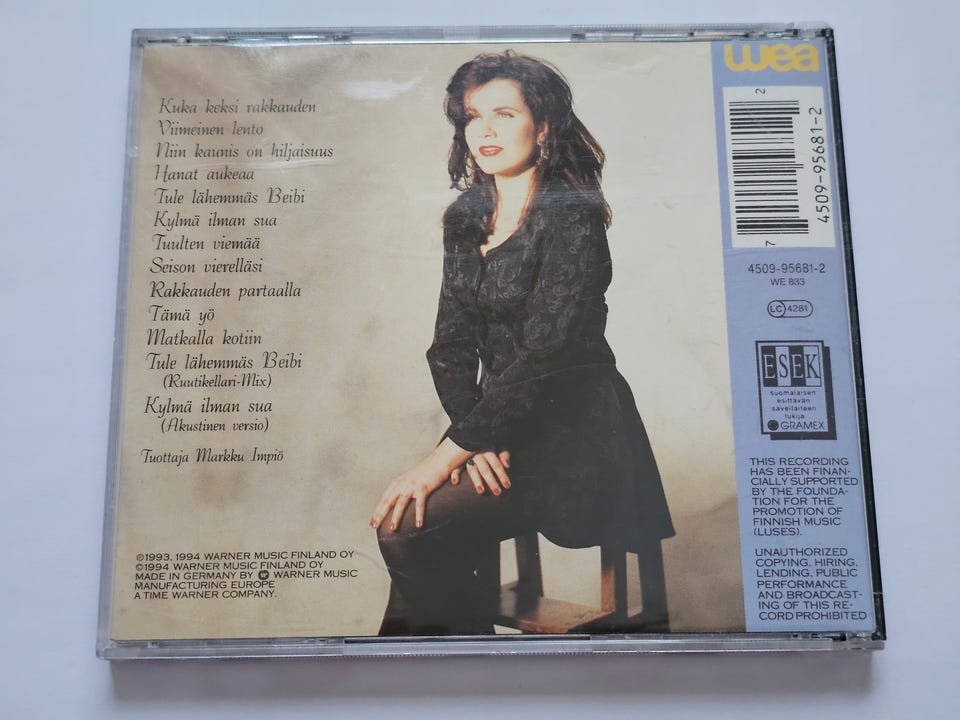 Kuka keksi rakkauden
Viimeinen lento
Niin kaunis on hiljaisuus
Hanat aukeaa
Tule lähemmäs Beibi
Kylmä ilman sua
Tuulten viemää
Seison vierelläsi
Rakkauden partaalla
Tämä yö
Matkalla kotiin
Tule lähemmäs Beibi
(Ruutikellari-Mix)
Kylmä ilman sua
(Akustinen versio)
Tuottaja Markku Impiö
℗1993, 1994 WARNER MUSIC FINLAND OY
©1994 WARNER MUSIC FINLAND OY
MADE IN GERMANY BY WARNER MUSIC
MANUFACTURING EUROPE
A TIME WARNER COMPANY.
wea
2
7
4509-95681-2
4509-95681-2
WE 833
LC 4281
ESEK
suomalaisen
esittävän
säveltaiteen
tukija
GRAMEX
THIS RECORDING
HAS BEEN FINAN-
CIALLY SUPPORTED
BY THE FOUNDA-
TION FOR THE
PROMOTION OF
FINNISH MUSIC
(LUSES).
UNAUTHORIZED
COPYING, HIRING,
LENDING, PUBLIC
PERFORMANCE
AND BROADCAST-
ING OF THIS RE-
CORD PROHIBITED